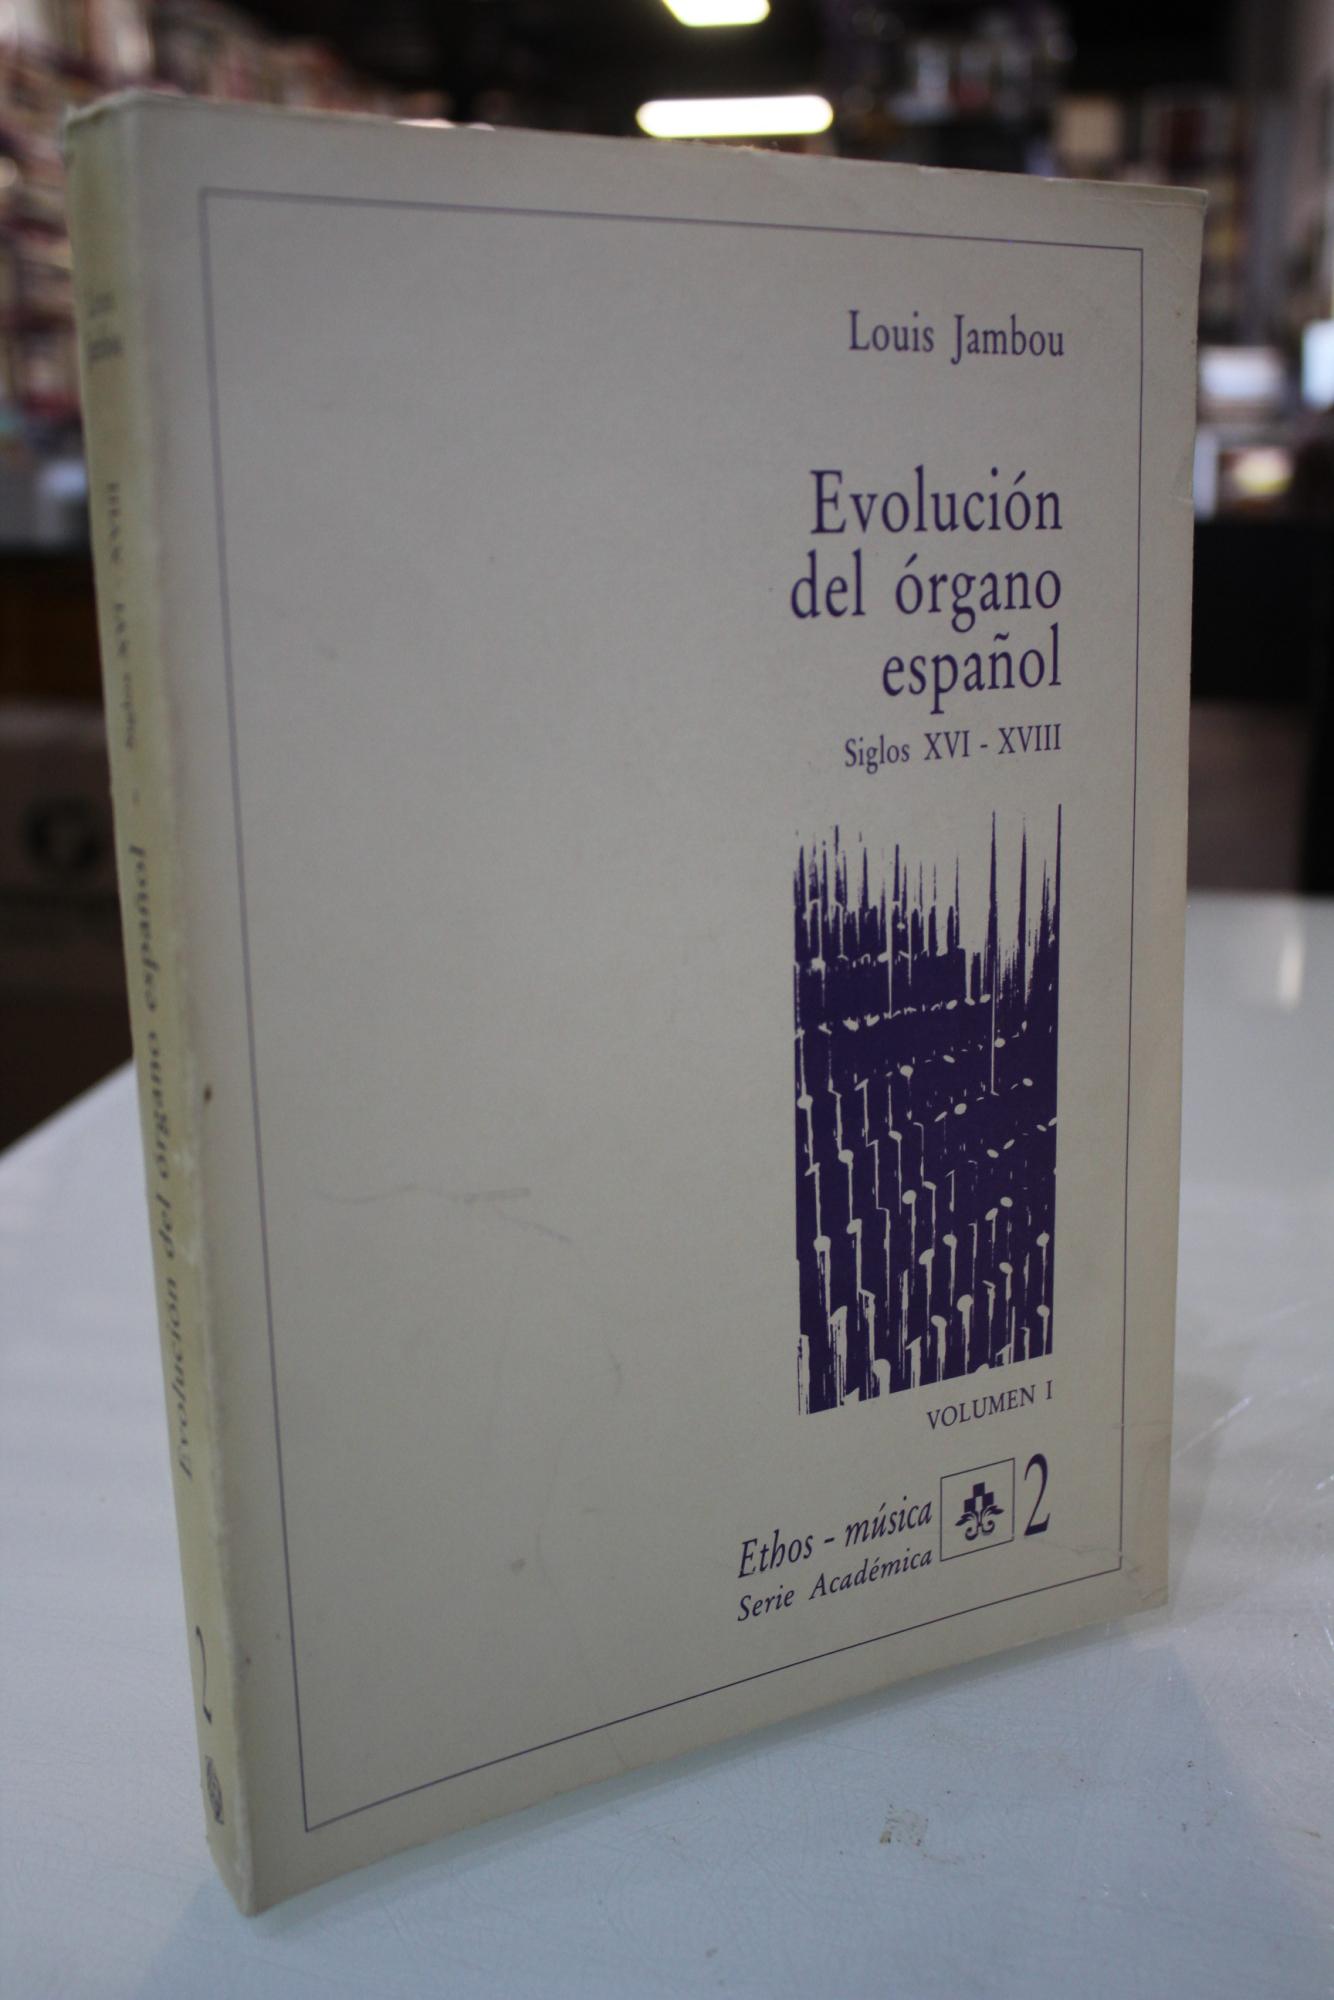 Louis Jambou
Evolución
del órgano
español
Siglos XVI - XVIII
VOLUMEN I
Ethos - música
Serie Académica
2
Evolución del órgano español - Siglos XVI - XVIII
2